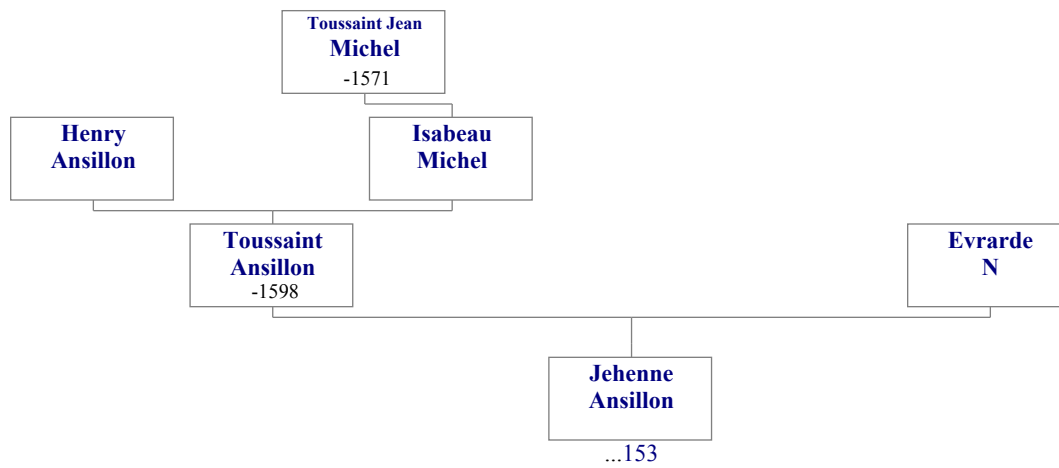 Toussaint Jean
Michel
-1571
Henry
Ansillon
Isabeau
Michel
Toussaint
Ansillon
-1598
Evrarde
N
Jehenne
Ansillon
...153